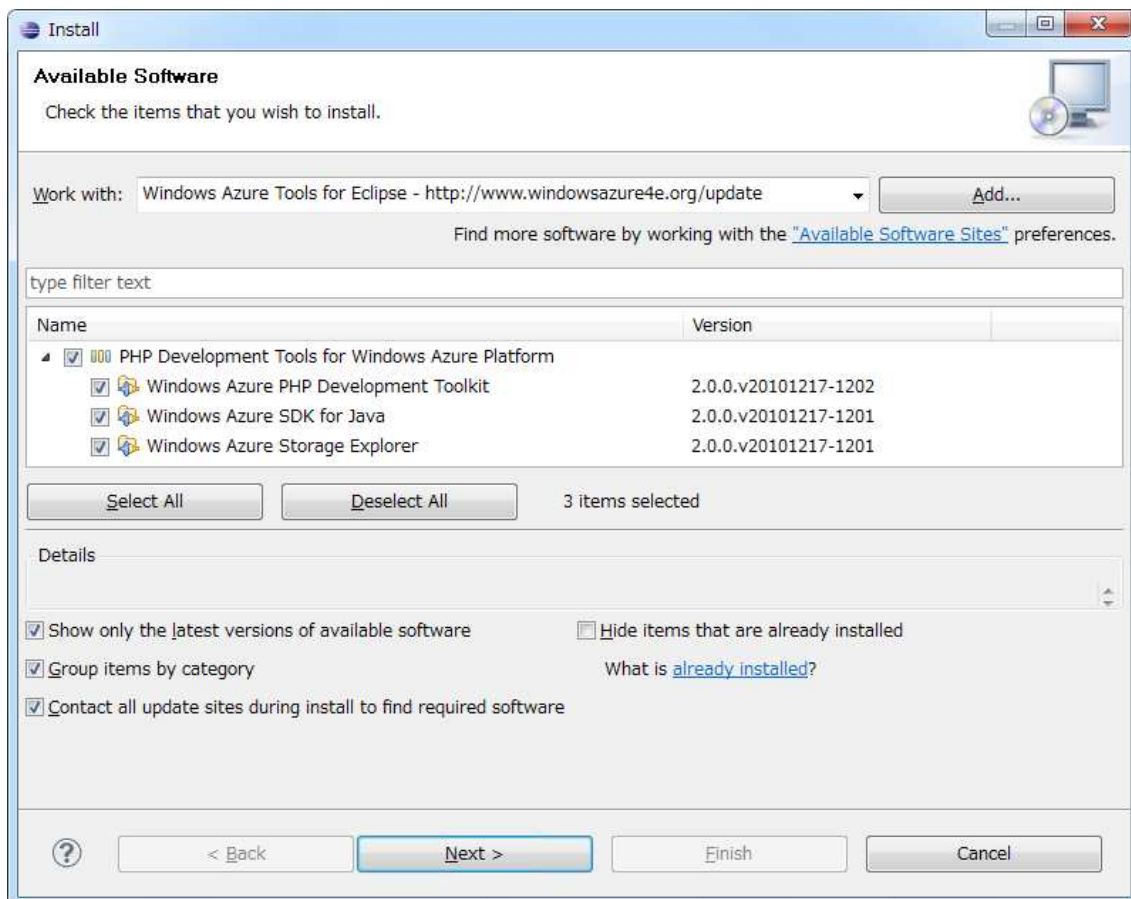 Install
Available Software
Check the items that you wish to install.
Work with: Windows Azure Tools for Eclipse - http://www.windowsazure4e.org/update Add...
Find more software by working with the "Available Software Sites" preferences.
type filter text
Name Version
PHP Development Tools for Windows Azure Platform
Windows Azure PHP Development Toolkit 2.0.0.v20101217-1202
Windows Azure SDK for Java 2.0.0.v20101217-1201
Windows Azure Storage Explorer 2.0.0.v20101217-1201
Select All Deselect All 3 items selected
Details
Show only the latest versions of available software Hide items that are already installed
Group items by category What is already installed?
Contact all update sites during install to find required software
? < Back Next > Finish Cancel